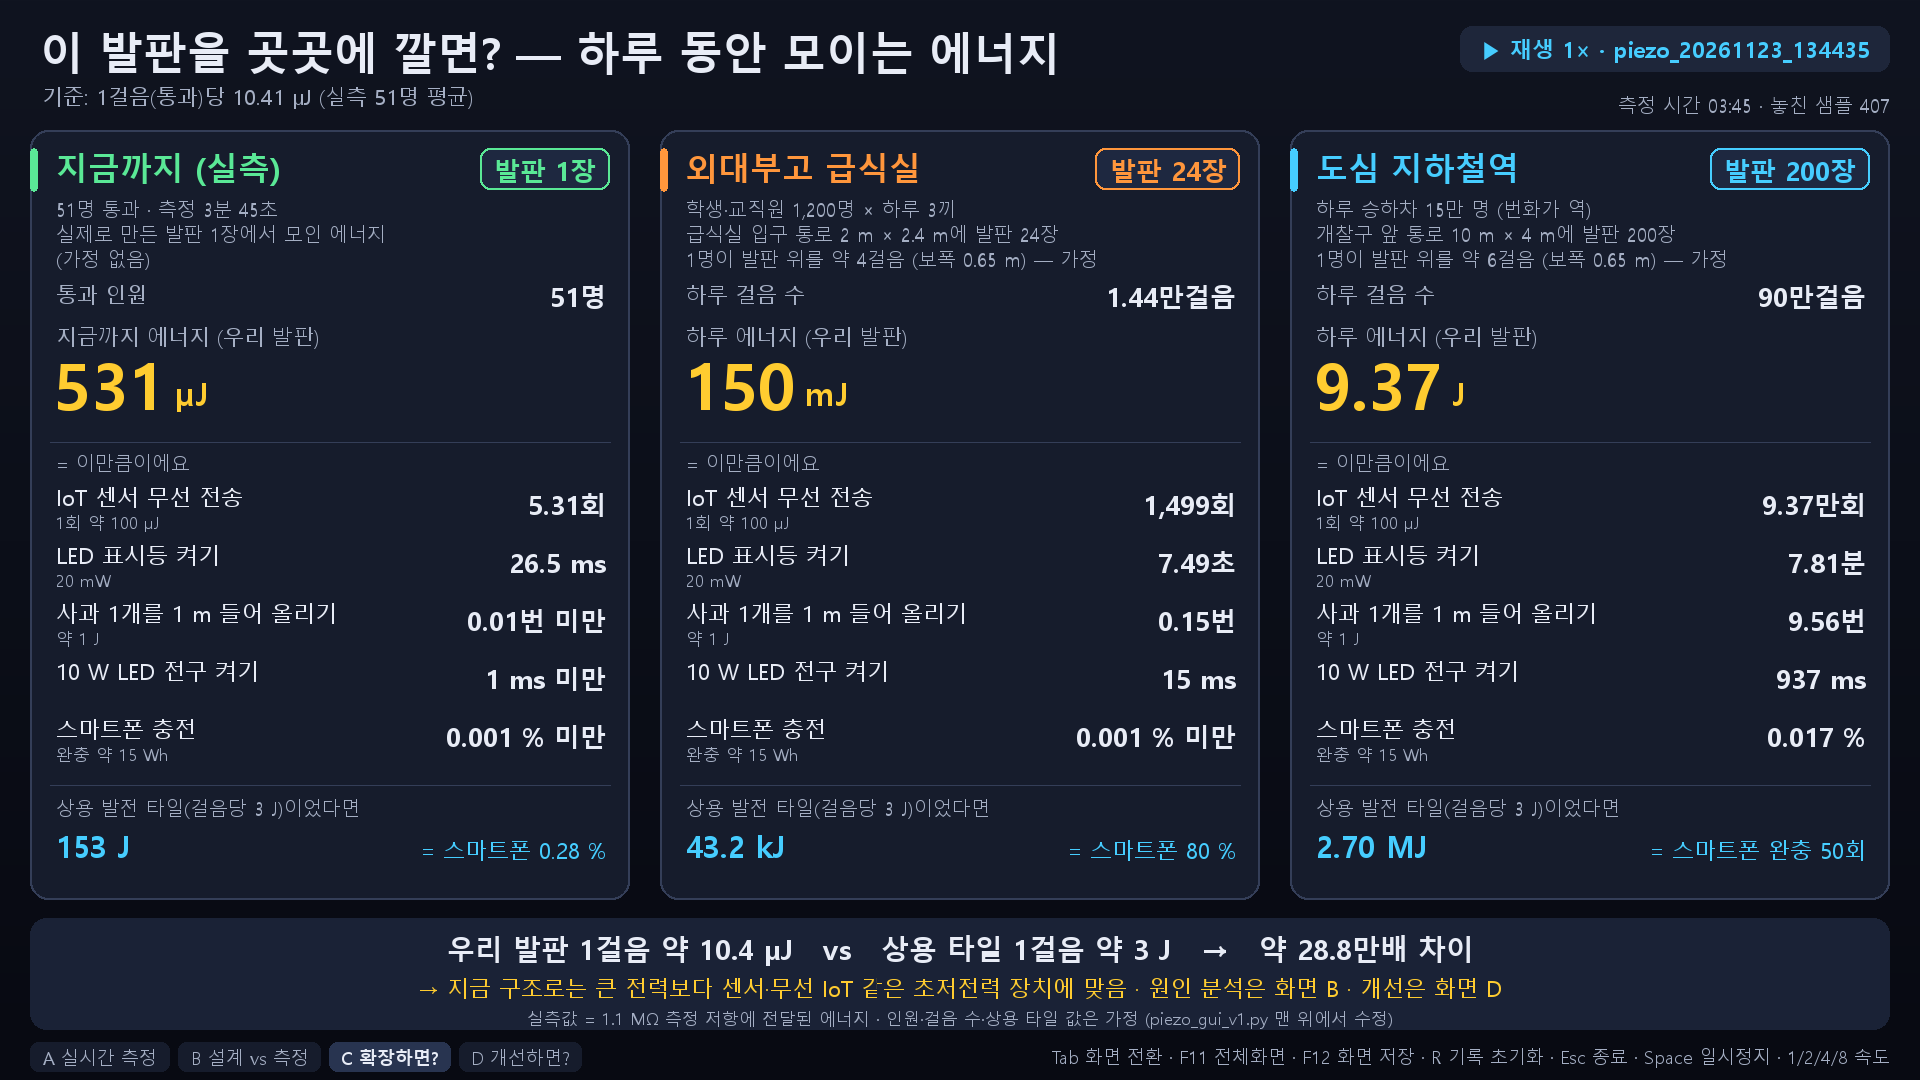 이 발판을 곳곳에 깔면? — 하루 동안 모이는 에너지
▶ 재생 1× · piezo_20261123_134435
기준: 1걸음(통과)당 10.41 µJ (실측 51명 평균)
측정 시간 03:45 · 놓친 샘플 407
지금까지 (실측)
발판 1장
51명 통과 · 측정 3분 45초
실제로 만든 발판 1장에서 모인 에너지
(가정 없음)
통과 인원
51명
지금까지 에너지 (우리 발판)
531 µJ
= 이만큼이에요
IoT 센서 무선 전송
5.31회
1회 약 100 µJ
LED 표시등 켜기
26.5 ms
20 mW
사과 1개를 1 m 들어 올리기
0.01번 미만
약 1 J
10 W LED 전구 켜기
1 ms 미만
스마트폰 충전
0.001 % 미만
완충 약 15 Wh
상용 발전 타일(걸음당 3 J)이었다면
153 J
= 스마트폰 0.28 %
외대부고 급식실
발판 24장
학생·교직원 1,200명 × 하루 3끼
급식실 입구 통로 2 m × 2.4 m에 발판 24장
1명이 발판 위를 약 4걸음 (보폭 0.65 m) — 가정
하루 걸음 수
1.44만걸음
하루 에너지 (우리 발판)
150 mJ
= 이만큼이에요
IoT 센서 무선 전송
1,499회
1회 약 100 µJ
LED 표시등 켜기
7.49초
20 mW
사과 1개를 1 m 들어 올리기
0.15번
약 1 J
10 W LED 전구 켜기
15 ms
스마트폰 충전
0.001 % 미만
완충 약 15 Wh
상용 발전 타일(걸음당 3 J)이었다면
43.2 kJ
= 스마트폰 80 %
도심 지하철역
발판 200장
하루 승하차 15만 명 (번화가 역)
개찰구 앞 통로 10 m × 4 m에 발판 200장
1명이 발판 위를 약 6걸음 (보폭 0.65 m) — 가정
하루 걸음 수
90만걸음
하루 에너지 (우리 발판)
9.37 J
= 이만큼이에요
IoT 센서 무선 전송
9.37만회
1회 약 100 µJ
LED 표시등 켜기
7.81분
20 mW
사과 1개를 1 m 들어 올리기
9.56번
약 1 J
10 W LED 전구 켜기
937 ms
스마트폰 충전
0.017 %
완충 약 15 Wh
상용 발전 타일(걸음당 3 J)이었다면
2.70 MJ
= 스마트폰 완충 50회
우리 발판 1걸음 약 10.4 µJ vs 상용 타일 1걸음 약 3 J → 약 28.8만배 차이
→ 지금 구조로는 큰 전력보다 센서·무선 IoT 같은 초저전력 장치에 맞음 · 원인 분석은 화면 B · 개선은 화면 D
실측값 = 1.1 MΩ 측정 저항에 전달된 에너지 · 인원·걸음 수·상용 타일 값은 가정 (piezo_gui_v1.py 맨 위에서 수정)
A 실시간 측정
B 설계 vs 측정
C 확장하면?
D 개선하면?
Tab 화면 전환 · F11 전체화면 · F12 화면 저장 · R 기록 초기화 · Esc 종료 · Space 일시정지 · 1/2/4/8 속도